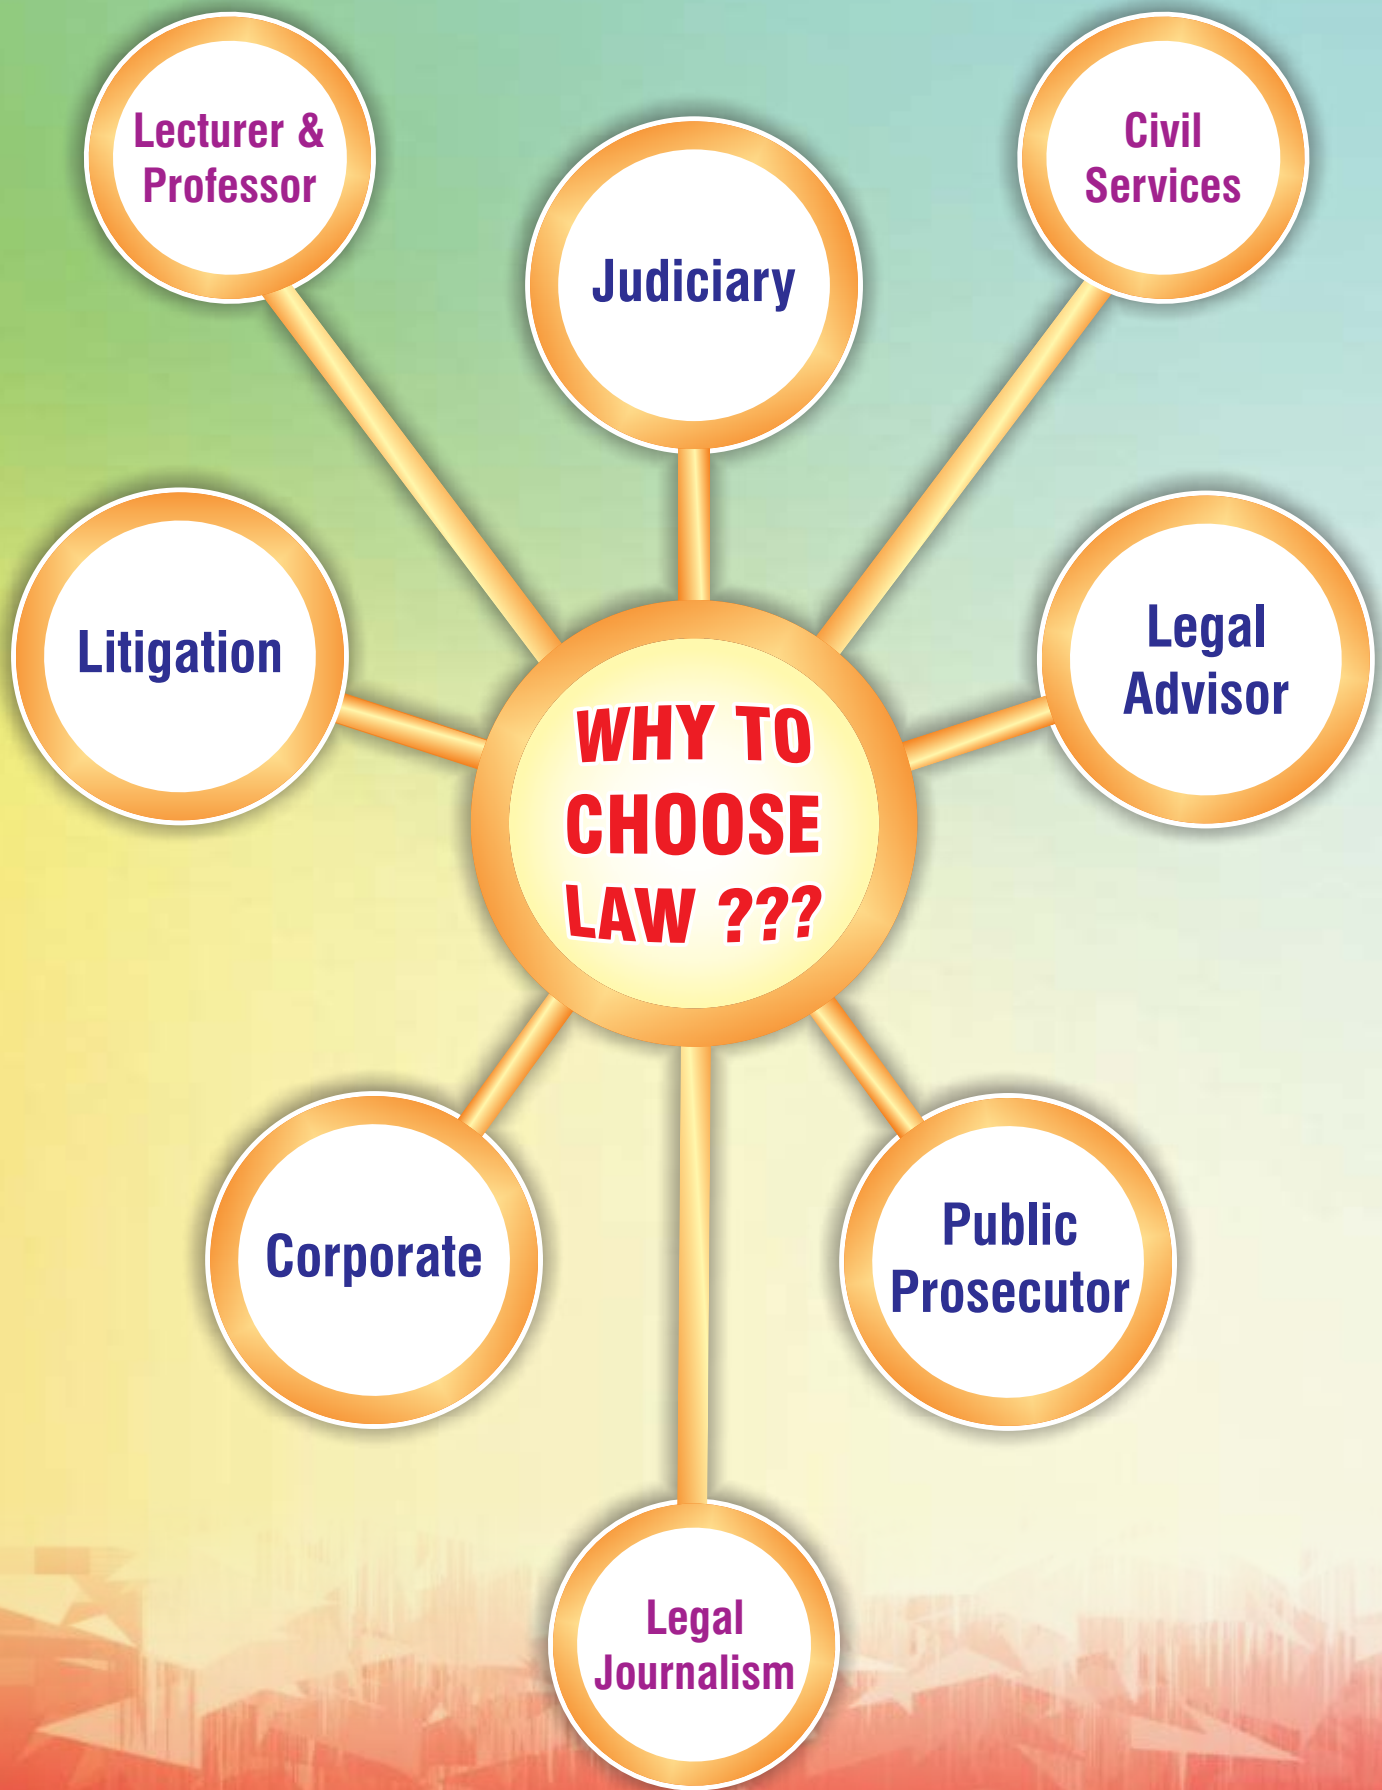 Lecturer &
Professor
Civil
Services
Judiciary
Litigation
Legal
Advisor
WHY TO
CHOOSE
LAW ???
Corporate
Public
Prosecutor
Legal
Journalism